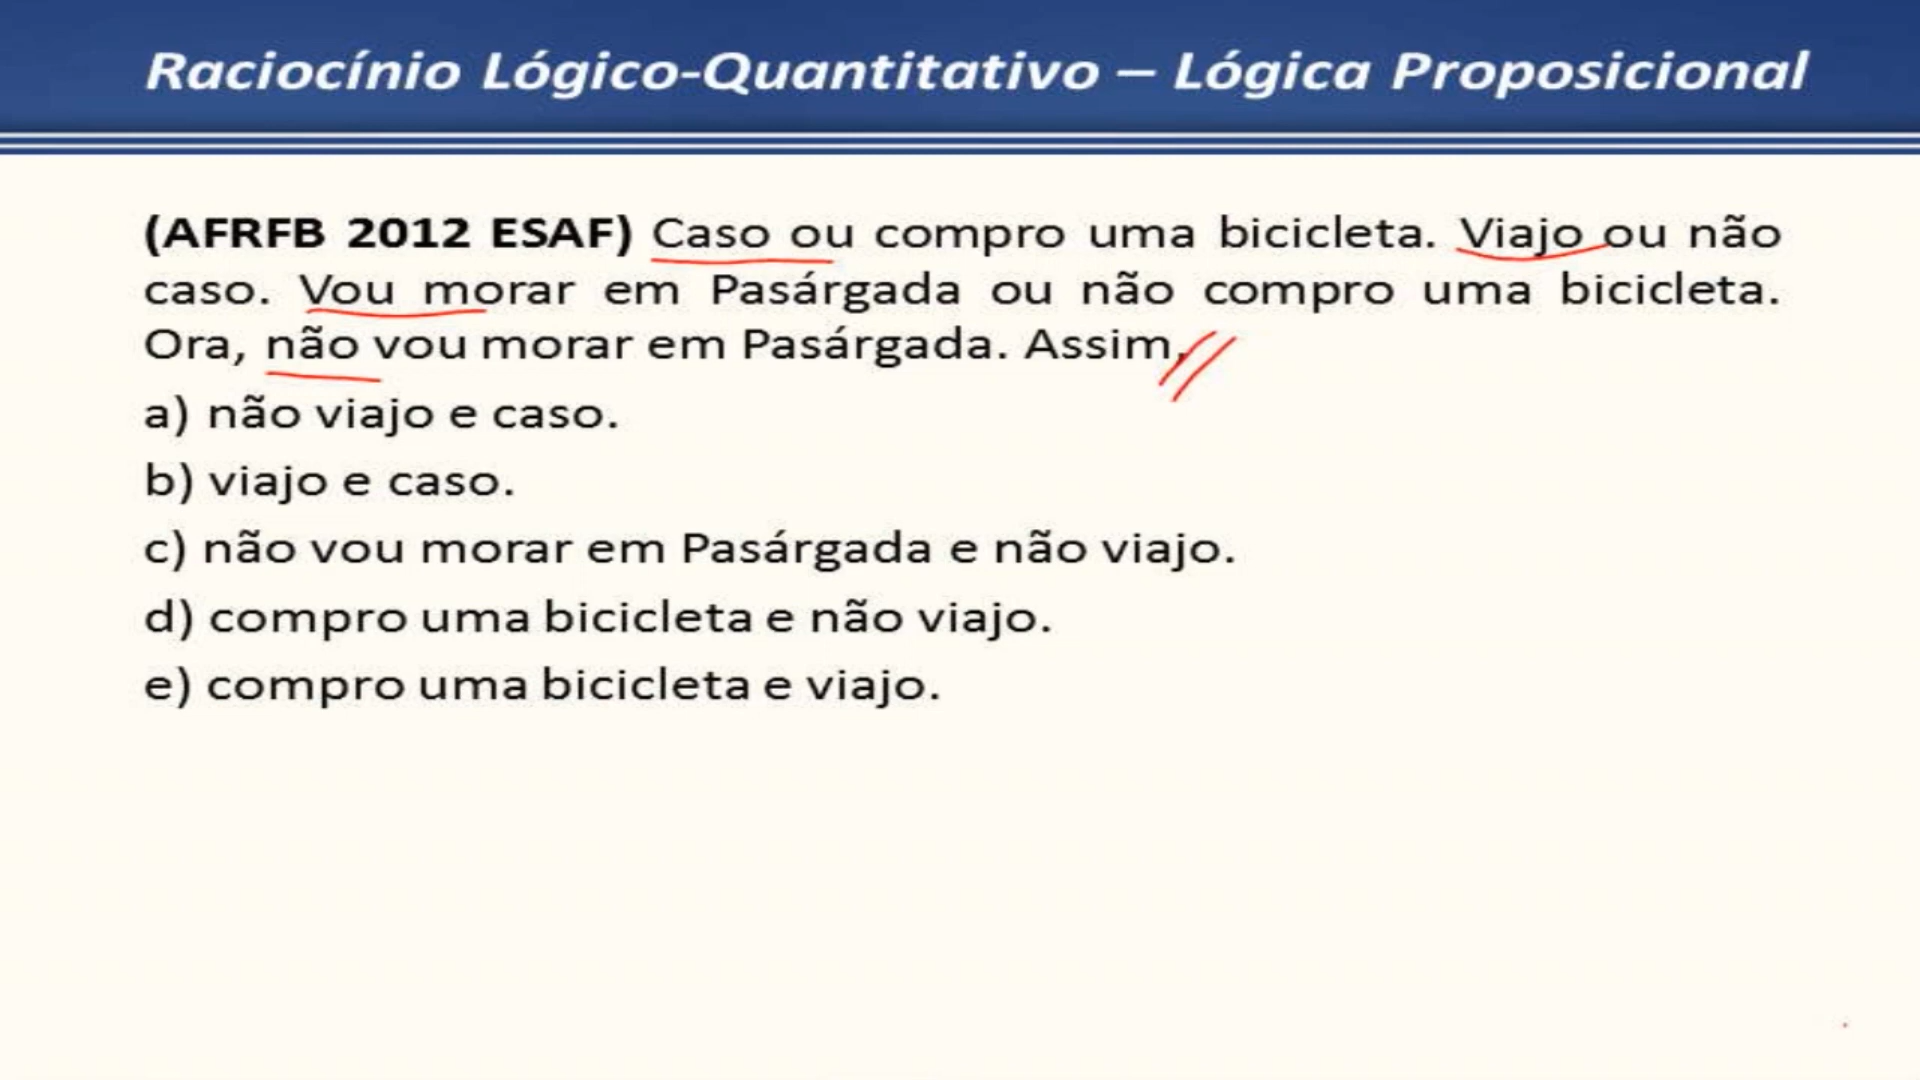 Raciocínio Lógico-Quantitativo – Lógica Proposicional
(AFRFB 2012 ESAF) Caso ou compro uma bicicleta. Viajo ou não
caso. Vou morar em Pasárgada ou não compro uma bicicleta.
Ora, não vou morar em Pasárgada. Assim,
a) não viajo e caso.
b) viajo e caso.
c) não vou morar em Pasárgada e não viajo.
d) compro uma bicicleta e não viajo.
e) compro uma bicicleta e viajo.